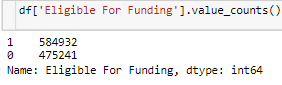 df['Eligible For Funding'].value_counts()
1    584932
0    475241
Name: Eligible For Funding, dtype: int64